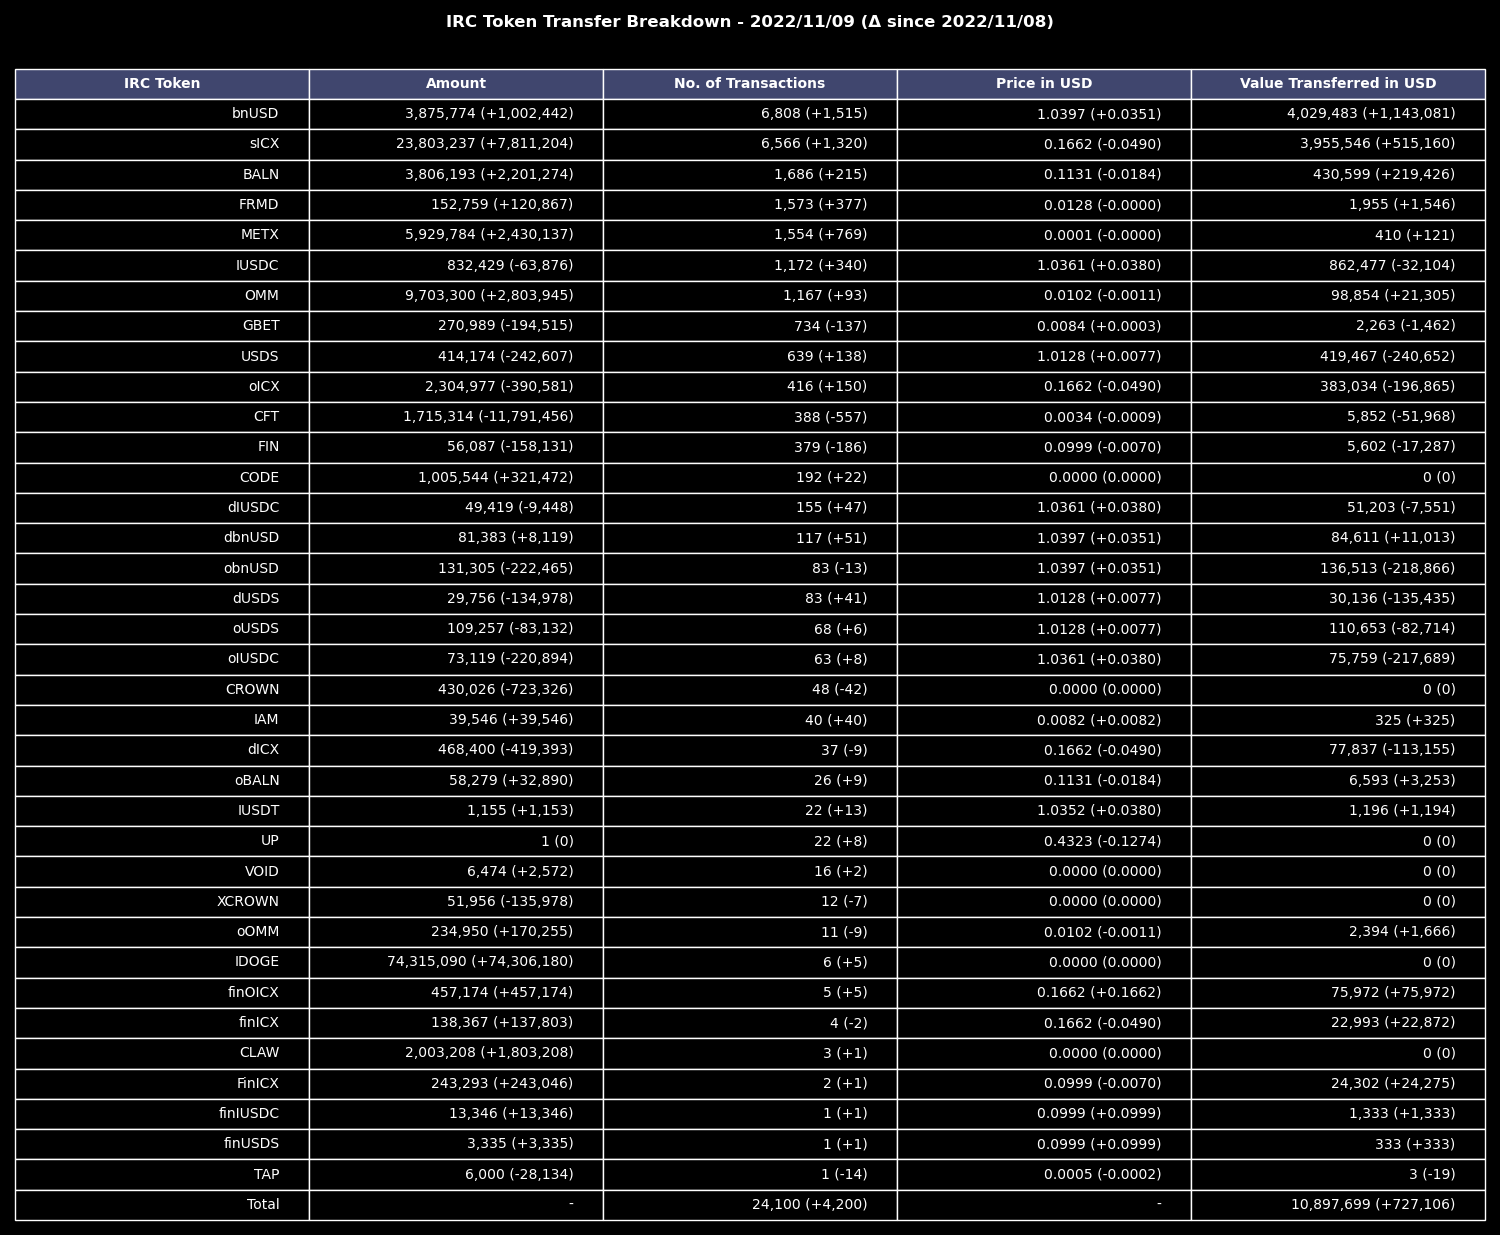 IRC Token Transfer Breakdown - 2022/11/09 (Δ since 2022/11/08)
IRC Token Amount No. of Transactions Price in USD Value Transferred in USD
bnUSD 3,875,774 (+1,002,442) 6,808 (+1,515) 1.0397 (+0.0351) 4,029,483 (+1,143,081)
sICX 23,803,237 (+7,811,204) 6,566 (+1,320) 0.1662 (-0.0490) 3,955,546 (+515,160)
BALN 3,806,193 (+2,201,274) 1,686 (+215) 0.1131 (-0.0184) 430,599 (+219,426)
FRMD 152,759 (+120,867) 1,573 (+377) 0.0128 (-0.0000) 1,955 (+1,546)
METX 5,929,784 (+2,430,137) 1,554 (+769) 0.0001 (-0.0000) 410 (+121)
IUSDC 832,429 (-63,876) 1,172 (+340) 1.0361 (+0.0380) 862,477 (-32,104)
OMM 9,703,300 (+2,803,945) 1,167 (+93) 0.0102 (-0.0011) 98,854 (+21,305)
GBET 270,989 (-194,515) 734 (-137) 0.0084 (+0.0003) 2,263 (-1,462)
USDS 414,174 (-242,607) 639 (+138) 1.0128 (+0.0077) 419,467 (-240,652)
oICX 2,304,977 (-390,581) 416 (+150) 0.1662 (-0.0490) 383,034 (-196,865)
CFT 1,715,314 (-11,791,456) 388 (-557) 0.0034 (-0.0009) 5,852 (-51,968)
FIN 56,087 (-158,131) 379 (-186) 0.0999 (-0.0070) 5,602 (-17,287)
CODE 1,005,544 (+321,472) 192 (+22) 0.0000 (0.0000) 0 (0)
dIUSDC 49,419 (-9,448) 155 (+47) 1.0361 (+0.0380) 51,203 (-7,551)
dbnUSD 81,383 (+8,119) 117 (+51) 1.0397 (+0.0351) 84,611 (+11,013)
obnUSD 131,305 (-222,465) 83 (-13) 1.0397 (+0.0351) 136,513 (-218,866)
dUSDS 29,756 (-134,978) 83 (+41) 1.0128 (+0.0077) 30,136 (-135,435)
oUSDS 109,257 (-83,132) 68 (+6) 1.0128 (+0.0077) 110,653 (-82,714)
oIUSDC 73,119 (-220,894) 63 (+8) 1.0361 (+0.0380) 75,759 (-217,689)
CROWN 430,026 (-723,326) 48 (-42) 0.0000 (0.0000) 0 (0)
IAM 39,546 (+39,546) 40 (+40) 0.0082 (+0.0082) 325 (+325)
dICX 468,400 (-419,393) 37 (-9) 0.1662 (-0.0490) 77,837 (-113,155)
oBALN 58,279 (+32,890) 26 (+9) 0.1131 (-0.0184) 6,593 (+3,253)
IUSDT 1,155 (+1,153) 22 (+13) 1.0352 (+0.0380) 1,196 (+1,194)
UP 1 (0) 22 (+8) 0.4323 (-0.1274) 0 (0)
VOID 6,474 (+2,572) 16 (+2) 0.0000 (0.0000) 0 (0)
XCROWN 51,956 (-135,978) 12 (-7) 0.0000 (0.0000) 0 (0)
oOMM 234,950 (+170,255) 11 (-9) 0.0102 (-0.0011) 2,394 (+1,666)
IDOGE 74,315,090 (+74,306,180) 6 (+5) 0.0000 (0.0000) 0 (0)
finOICX 457,174 (+457,174) 5 (+5) 0.1662 (+0.1662) 75,972 (+75,972)
finICX 138,367 (+137,803) 4 (-2) 0.1662 (-0.0490) 22,993 (+22,872)
CLAW 2,003,208 (+1,803,208) 3 (+1) 0.0000 (0.0000) 0 (0)
FinICX 243,293 (+243,046) 2 (+1) 0.0999 (-0.0070) 24,302 (+24,275)
finIUSDC 13,346 (+13,346) 1 (+1) 0.0999 (+0.0999) 1,333 (+1,333)
finUSDS 3,335 (+3,335) 1 (+1) 0.0999 (+0.0999) 333 (+333)
TAP 6,000 (-28,134) 1 (-14) 0.0005 (-0.0002) 3 (-19)
Total - 24,100 (+4,200) - 10,897,699 (+727,106)